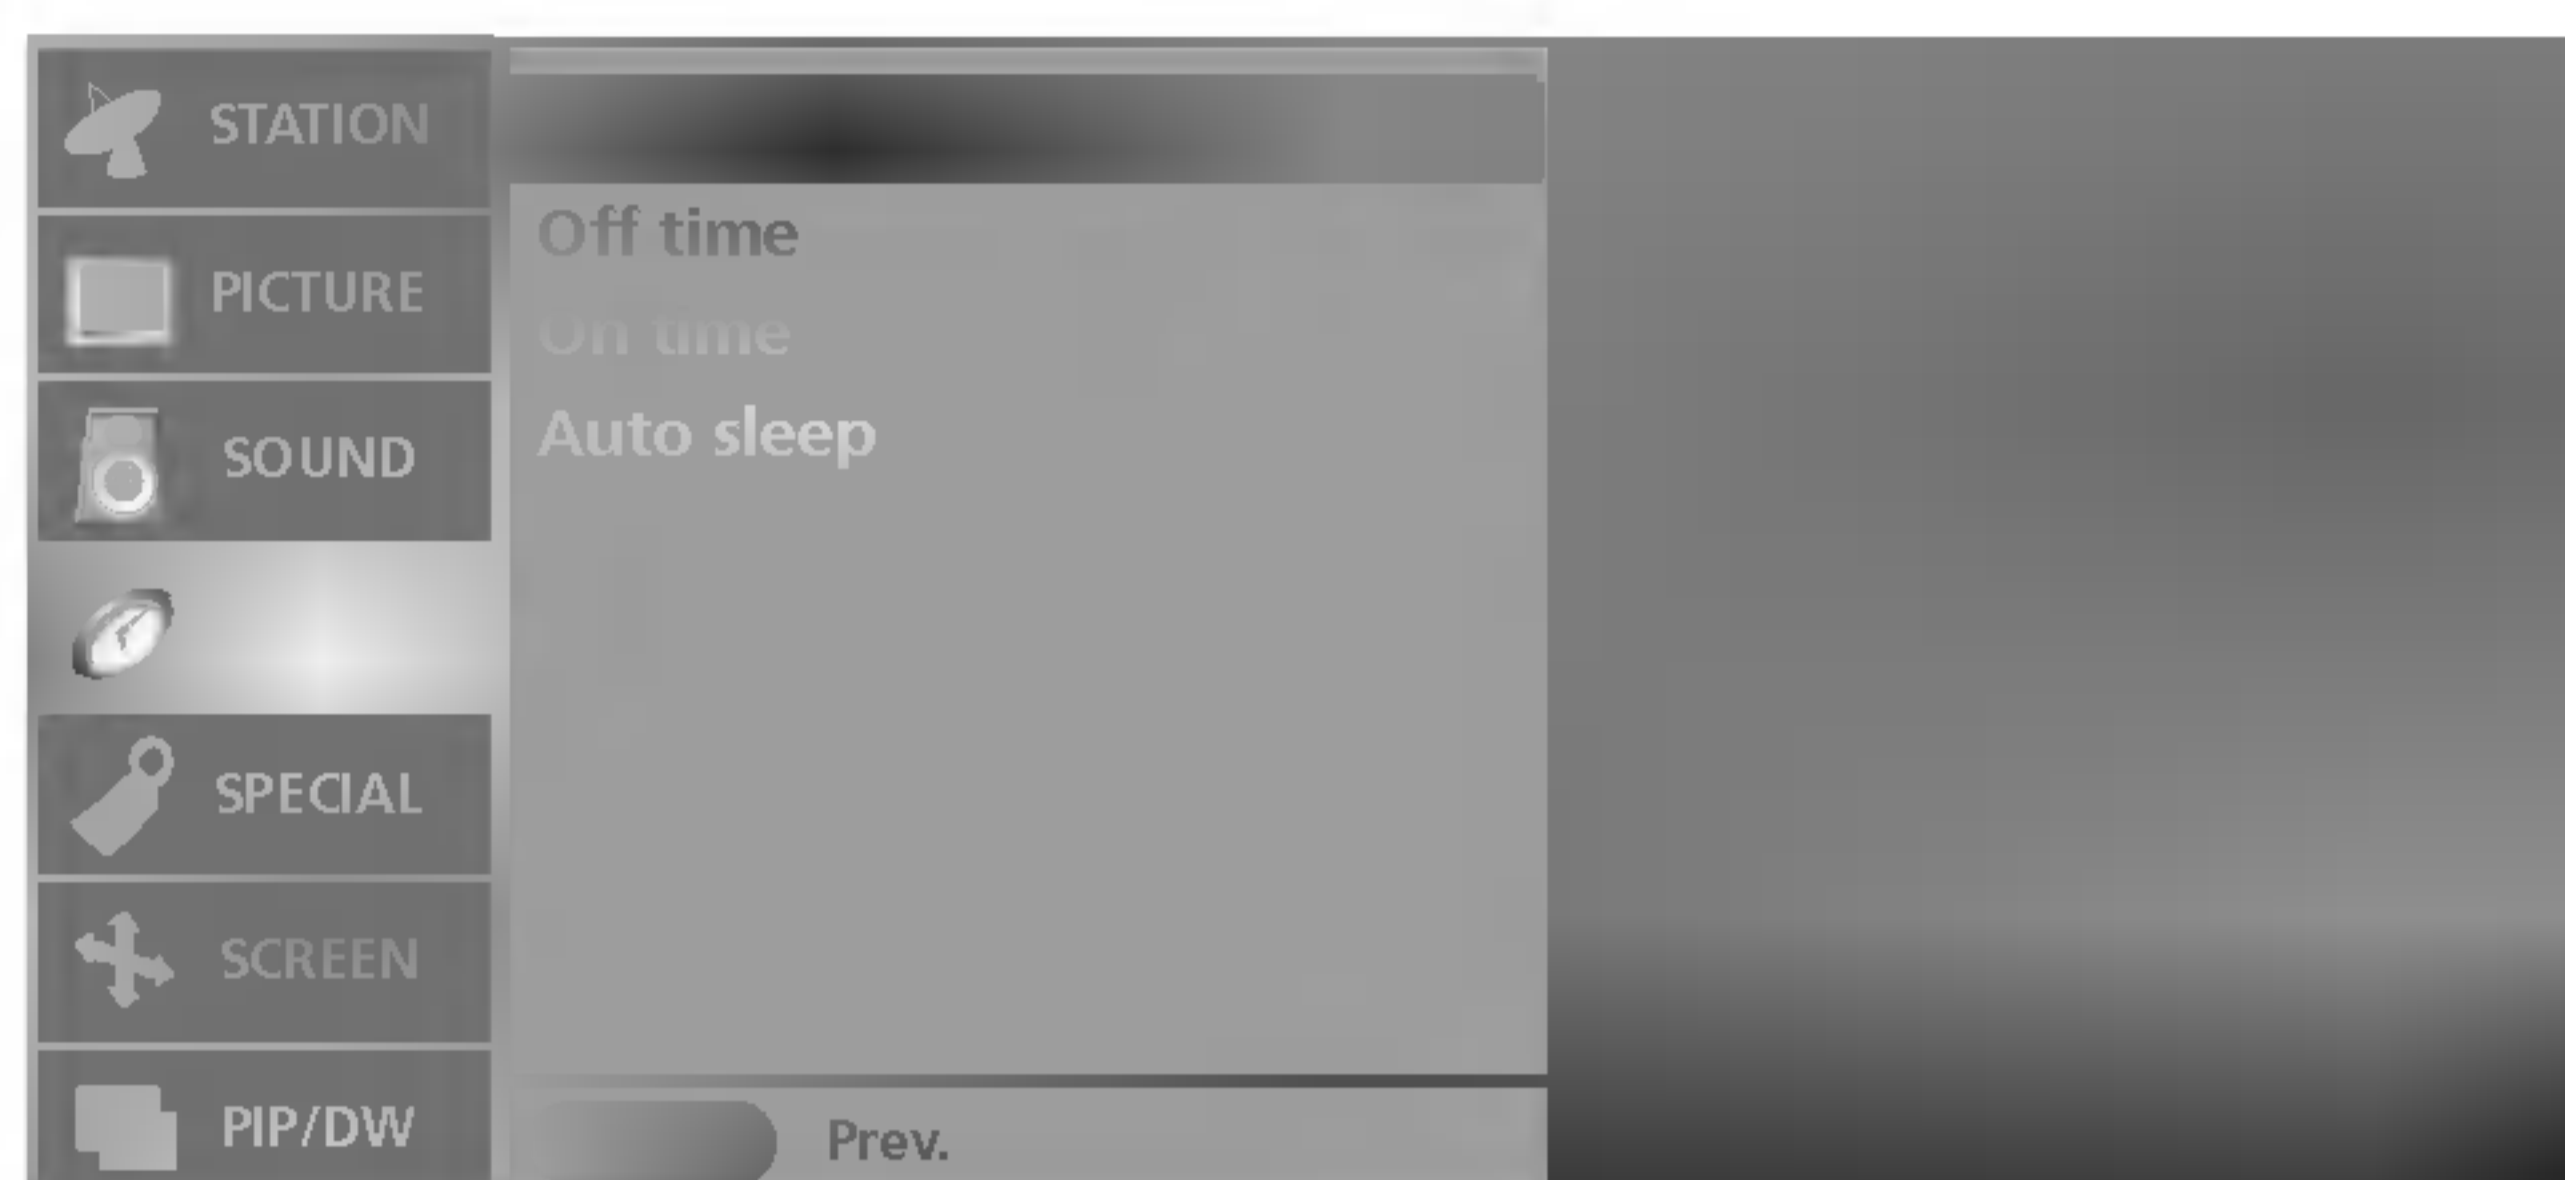 STATION
PICTURE
SOUND
SPECIAL
SCREEN
PIP/DW
Off time
On time
Auto sleep
Prev.